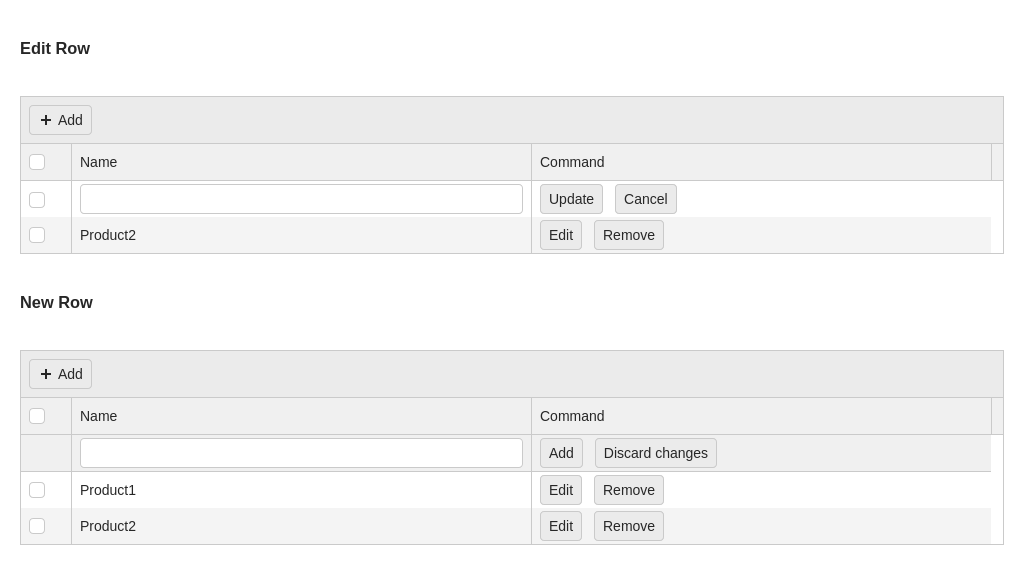 Edit Row
Add
Name Command
Update Cancel
Product2 Edit Remove
New Row
Add
Name Command
Add Discard changes
Product1 Edit Remove
Product2 Edit Remove